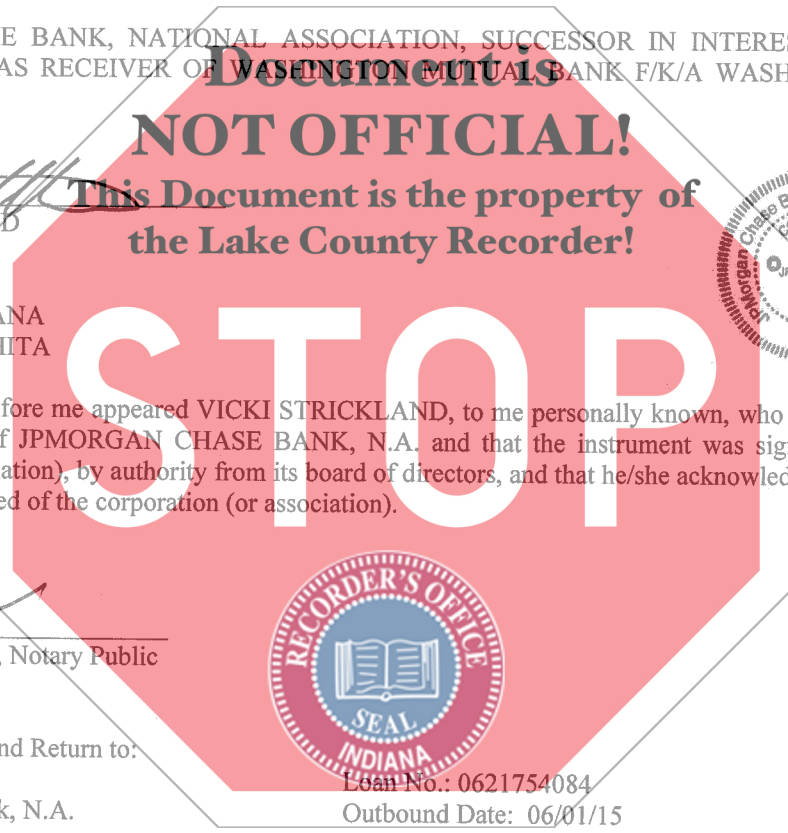 E BANK, NATIONAL ASSOCIATION, SUCCESSOR IN INTERES
AS RECEIVER OF WASHINGTON MUTUAL BANK F/K/A WASH
Document is
NOT OFFICIAL!
This Document is the property of
the Lake County Recorder!
D
JPMorgan Chase B
ANA
HITA
STOP
fore me appeared VICKI STRICKLAND, to me personally known, who
f JPMORGAN CHASE BANK, N.A. and that the instrument was sig
ation), by authority from its board of directors, and that he/she acknowled
ed of the corporation (or association).
RECORDER'S OFFICE
SEAL
INDIANA
, Notary Public
nd Return to:
Loan No.: 0621754084
k, N.A.
Outbound Date: 06/01/15